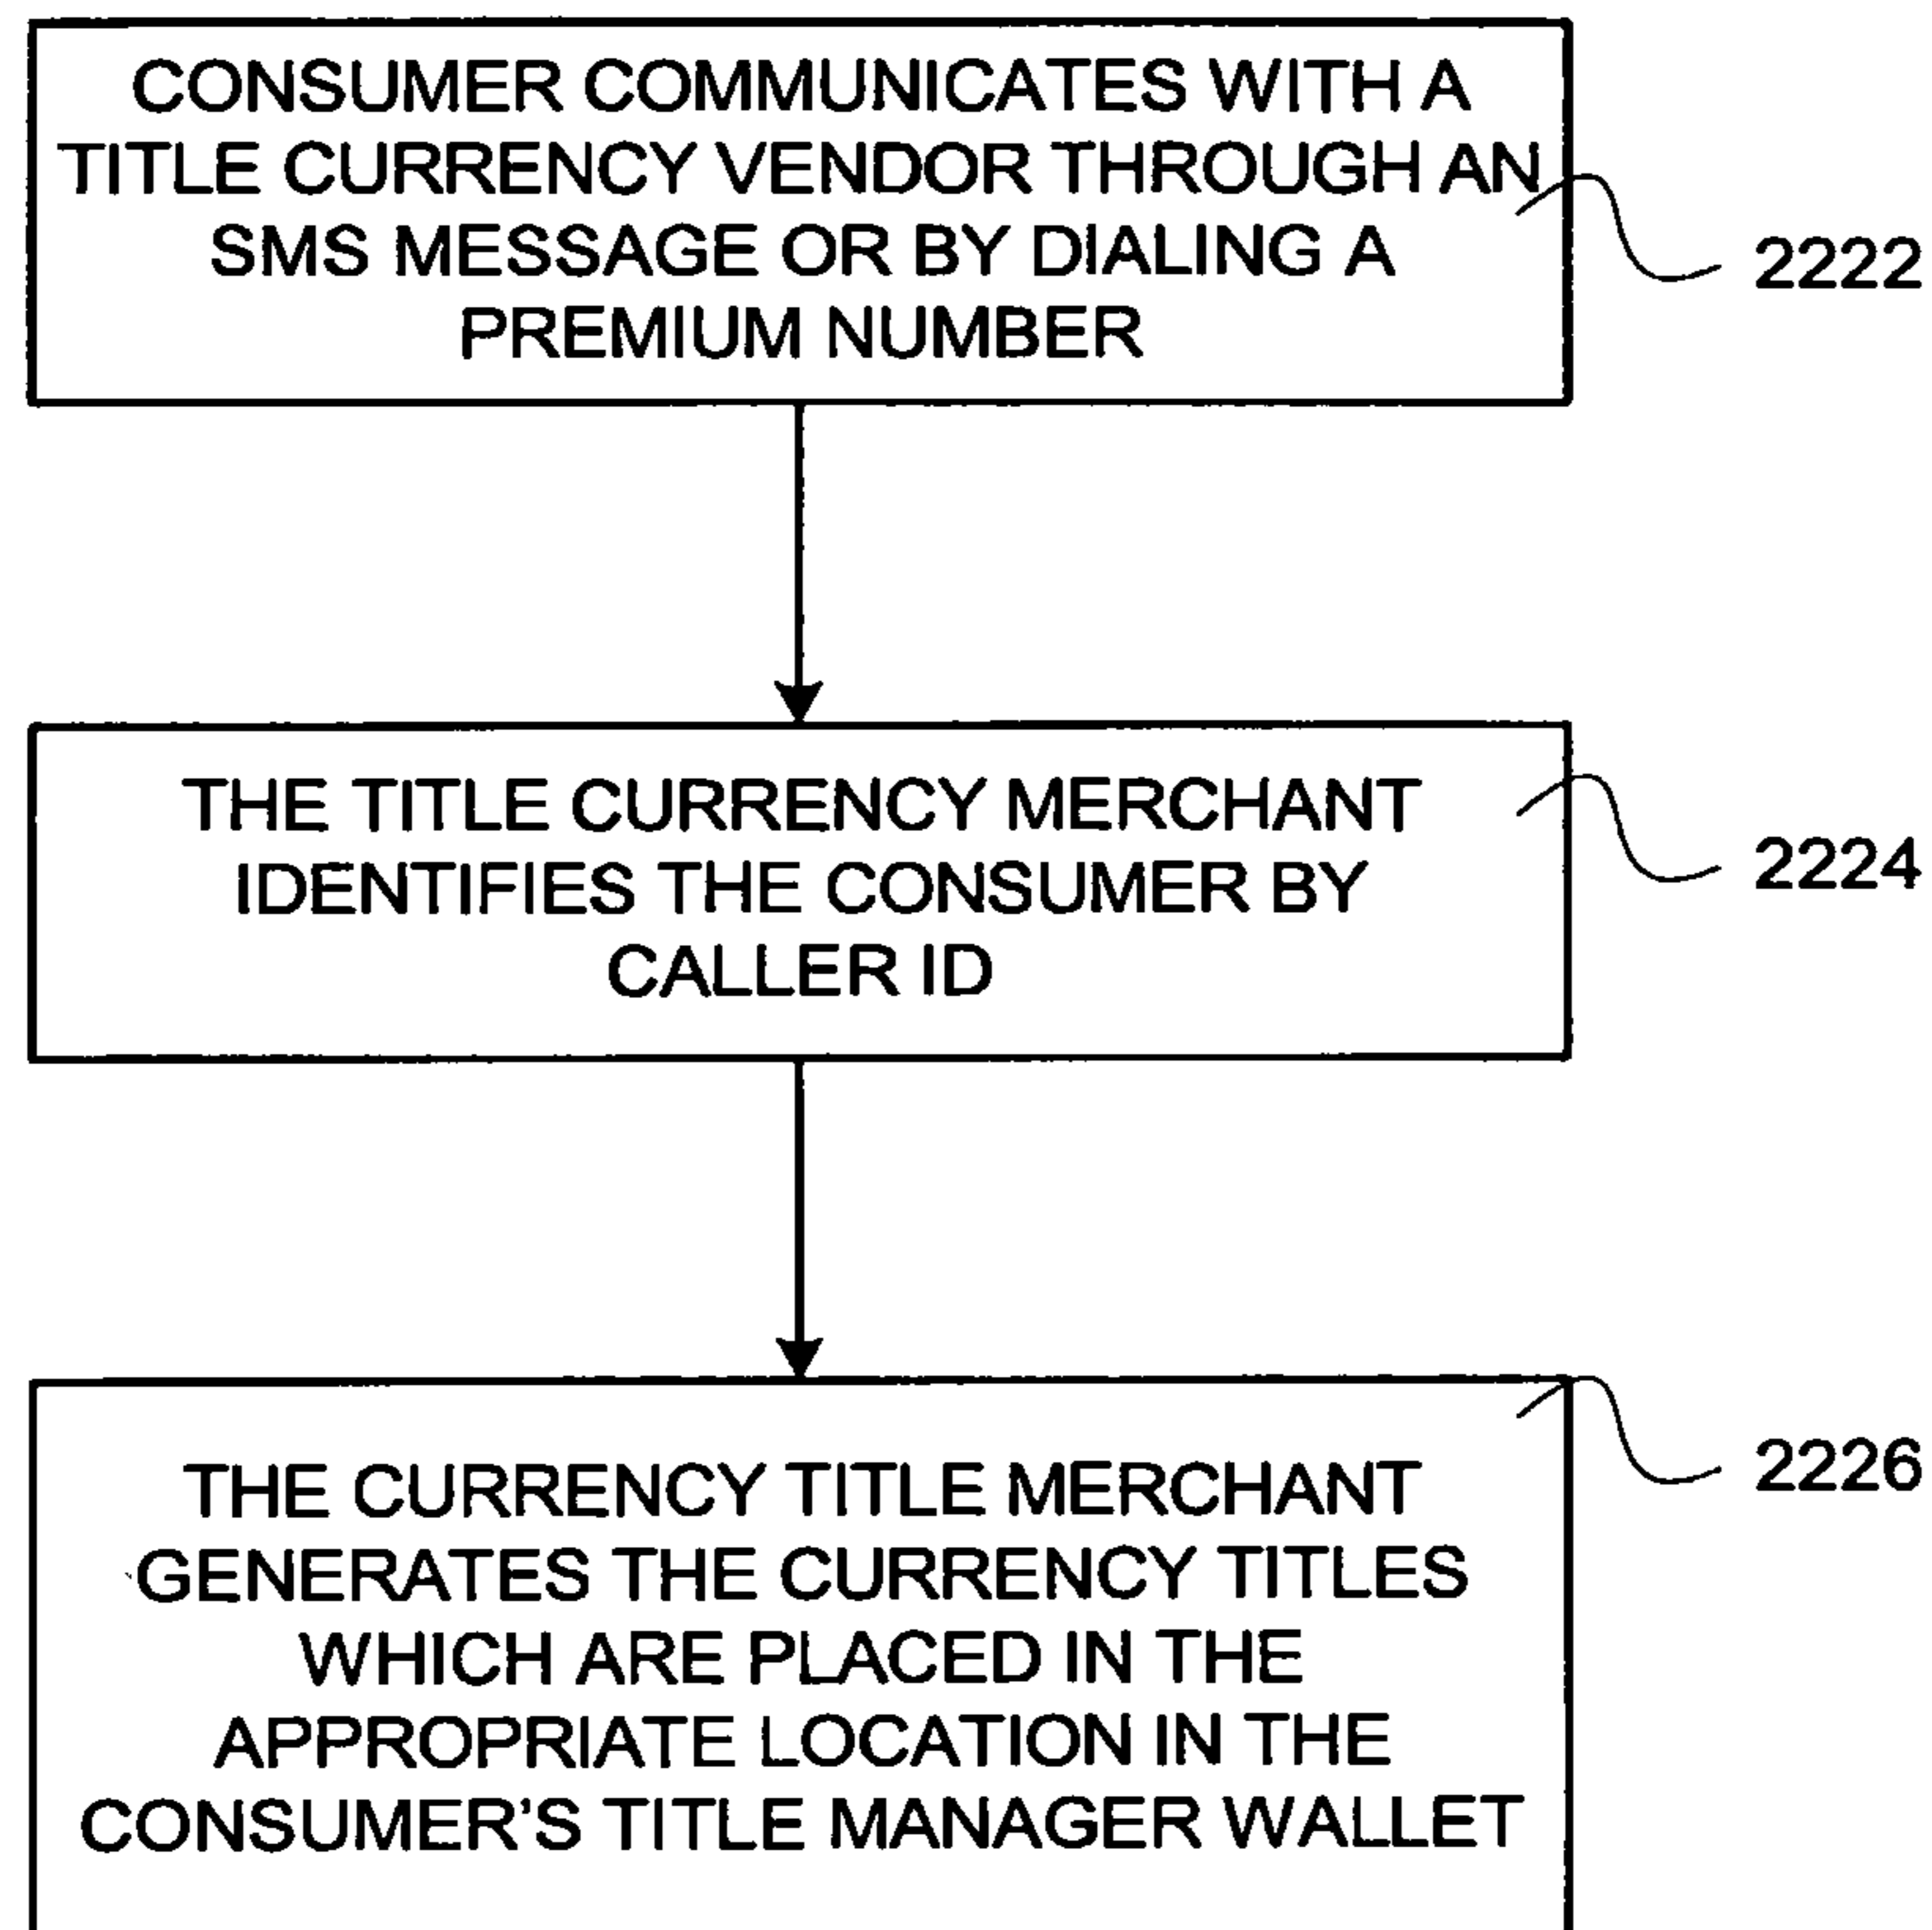 CONSUMER COMMUNICATES WITH A
TITLE CURRENCY VENDOR THROUGH AN
SMS MESSAGE OR BY DIALING A
PREMIUM NUMBER
2222
THE TITLE CURRENCY MERCHANT
IDENTIFIES THE CONSUMER BY
CALLER ID
2224
THE CURRENCY TITLE MERCHANT
GENERATES THE CURRENCY TITLES
WHICH ARE PLACED IN THE
APPROPRIATE LOCATION IN THE
CONSUMER'S TITLE MANAGER WALLET
2226